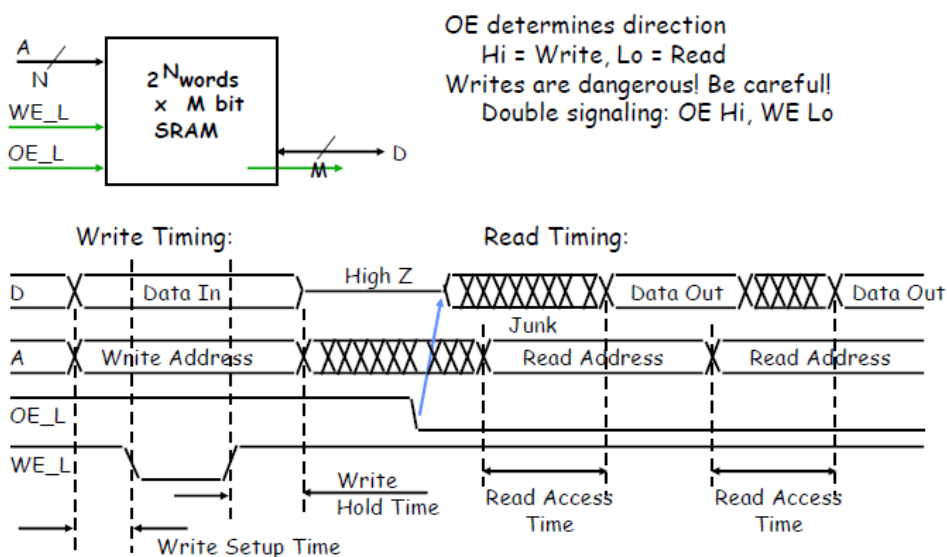 A
N
WE_L
OE_L
2^N words
x M bit
SRAM
M
D
OE determines direction
Hi = Write, Lo = Read
Writes are dangerous! Be careful!
Double signaling: OE Hi, WE Lo
Write Timing:
Read Timing:
D
Data In
High Z
Junk
Data Out
Data Out
A
Write Address
Read Address
Read Address
OE_L
WE_L
Write
Hold Time
Read Access
Time
Read Access
Time
Write Setup Time